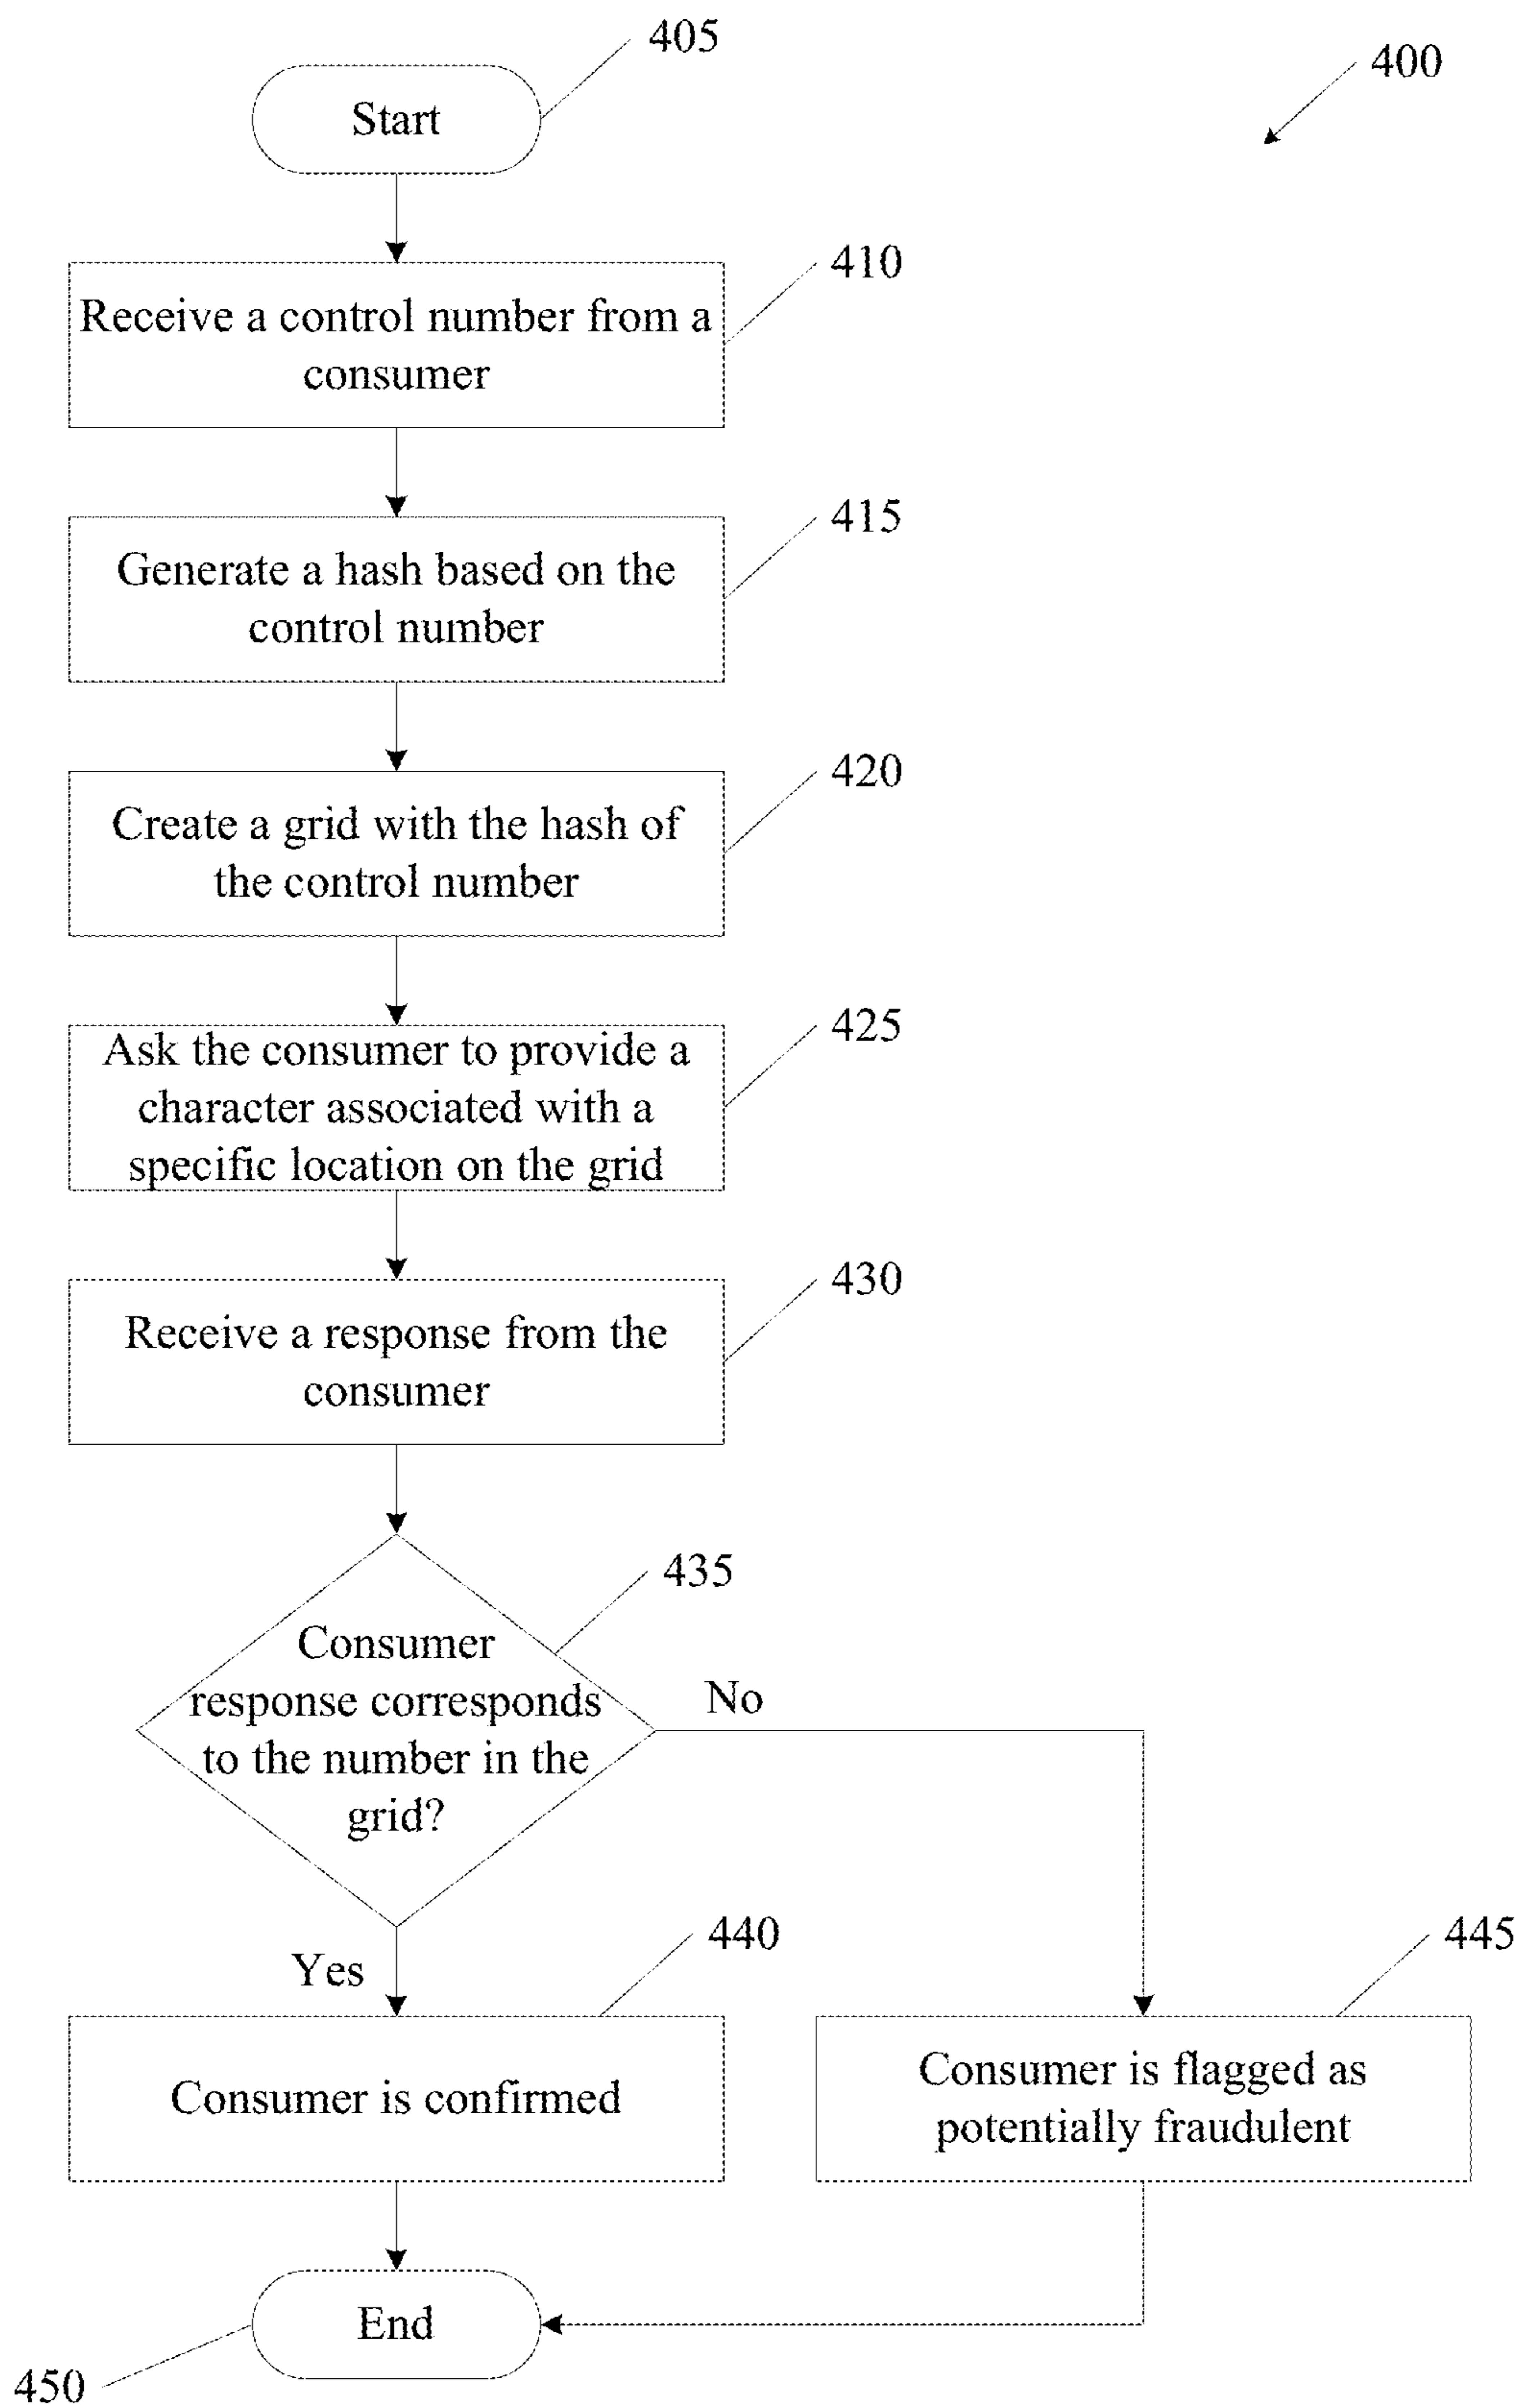 405
400
Start
410
Receive a control number from a
consumer
415
Generate a hash based on the
control number
420
Create a grid with the hash of
the control number
425
Ask the consumer to provide a
character associated with a
specific location on the grid
430
Receive a response from the
consumer
435
Consumer
response corresponds
to the number in the
grid?
No
Yes
440
445
Consumer is confirmed
Consumer is flagged as
potentially fraudulent
End
450